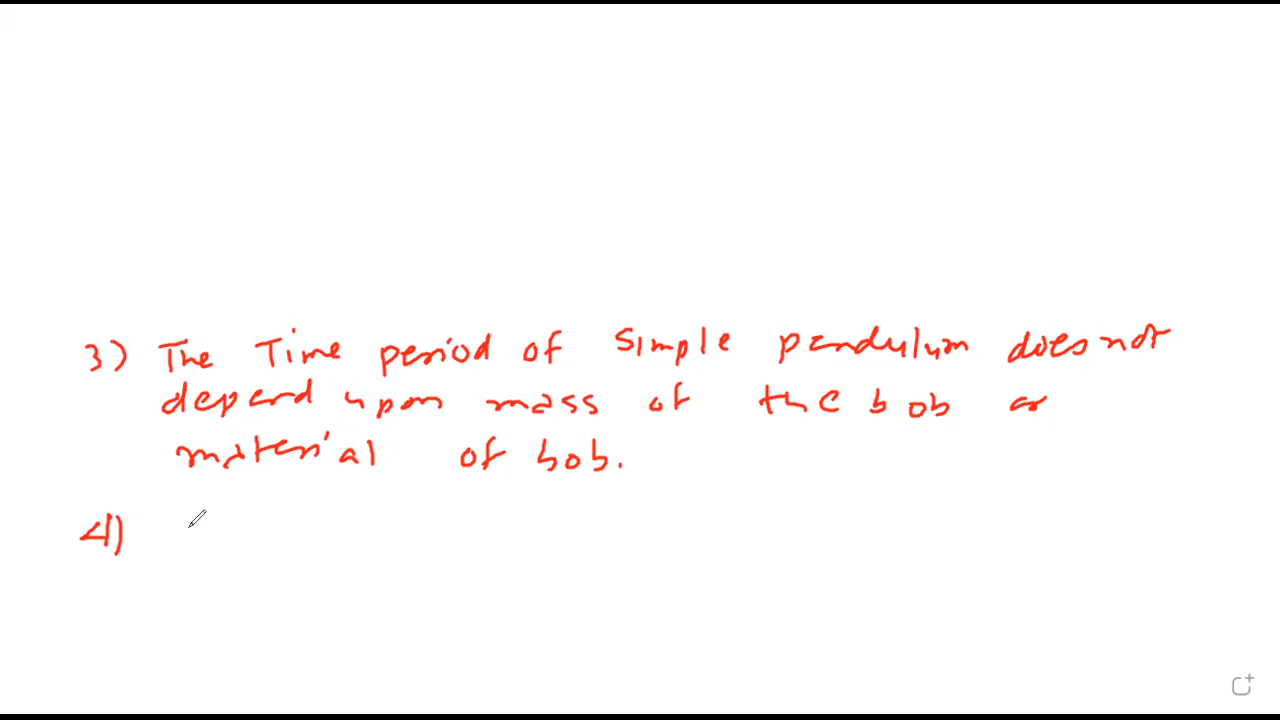 3) The Time period of simple pendulum does not
depend upon mass of the bob or
material of bob.
4)